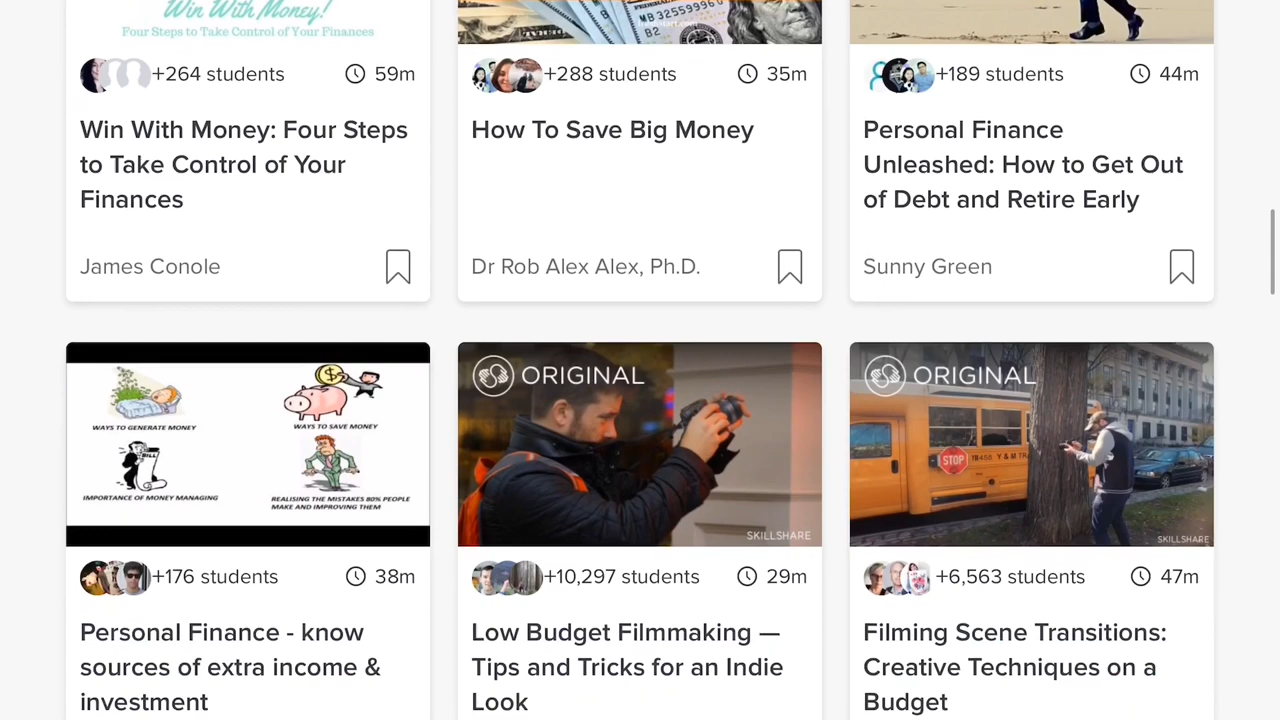 Win With Money!
Four Steps to Take Control of Your Finances
MB 32559996
B2
+264 students
59m
+288 students
35m
+189 students
44m
Win With Money: Four Steps
to Take Control of Your
Finances
How To Save Big Money
Personal Finance
Unleashed: How to Get Out
of Debt and Retire Early
James Conole
Dr Rob Alex Alex, Ph.D.
Sunny Green
WAYS TO GENERATE MONEY
WAYS TO SAVE MONEY
BILL
IMPORTANCE OF MONEY MANAGING
REALISING THE MISTAKES 80% PEOPLE
MAKE AND IMPROVING THEM
ORIGINAL
SKILLSHARE
ORIGINAL
STOP
Y & M TR
SKILLSHARE
+176 students
38m
+10,297 students
29m
+6,563 students
47m
Personal Finance - know
sources of extra income &
investment
Low Budget Filmmaking —
Tips and Tricks for an Indie
Look
Filming Scene Transitions:
Creative Techniques on a
Budget